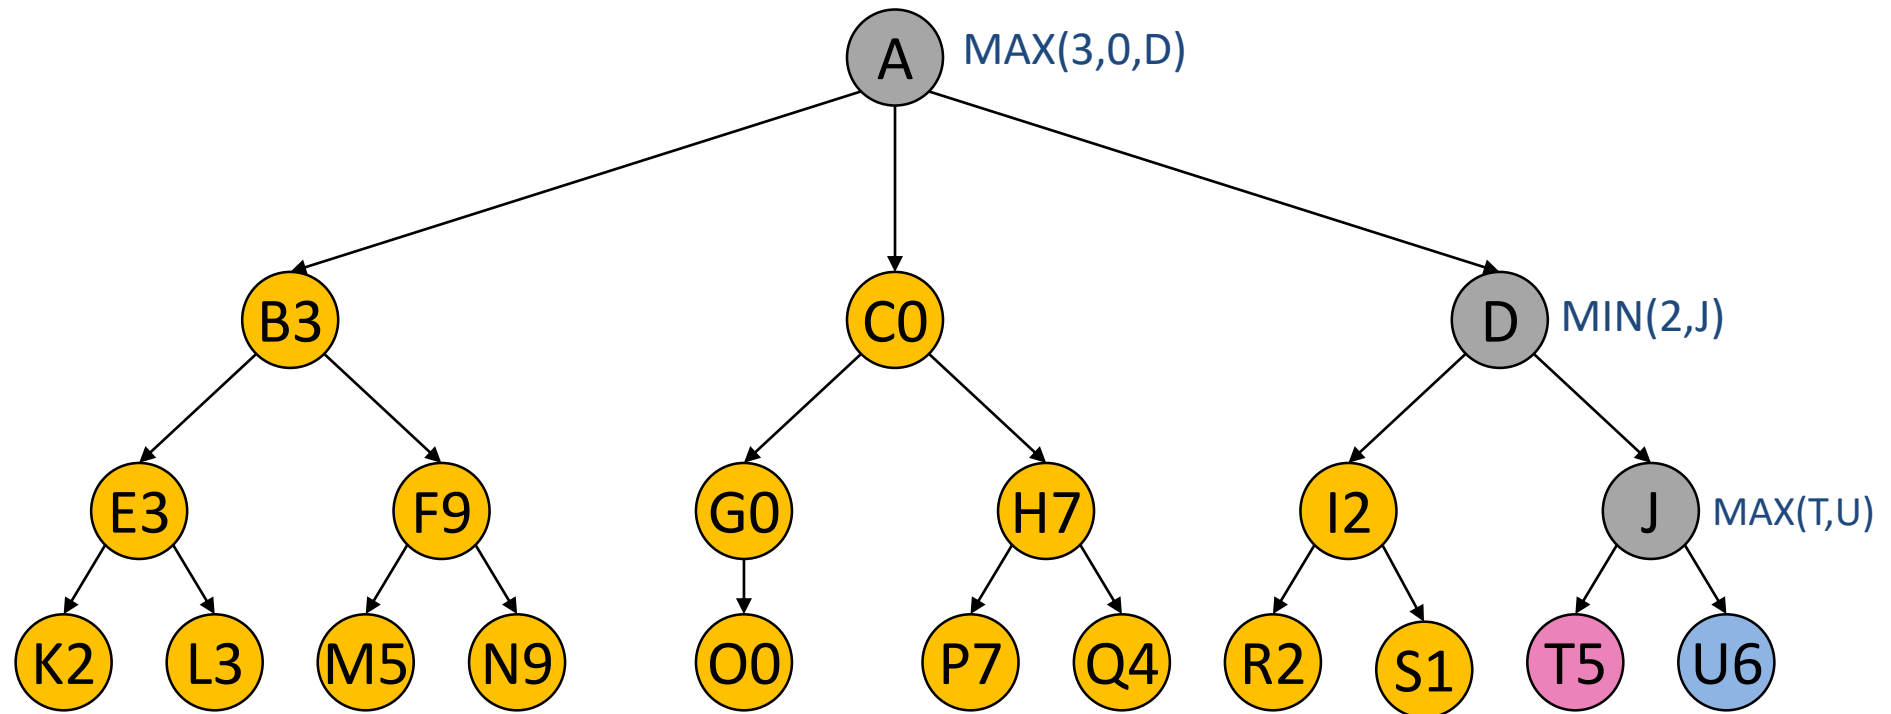 A MAX(3,0,D)
B3 C0 D MIN(2,J)
E3 F9 G0 H7 I2 J MAX(T,U)
K2 L3 M5 N9 O0 P7 Q4 R2 S1 T5 U6